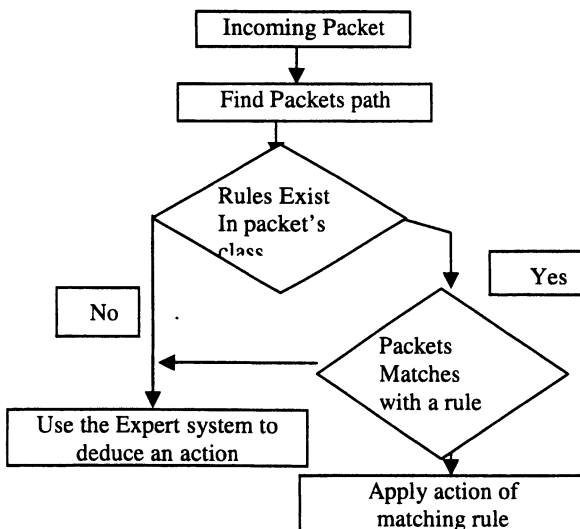 Incoming Packet
Find Packets path
Rules Exist
In packet's
class
No
Yes
Packets
Matches
with a rule
Use the Expert system to
deduce an action
Apply action of
matching rule